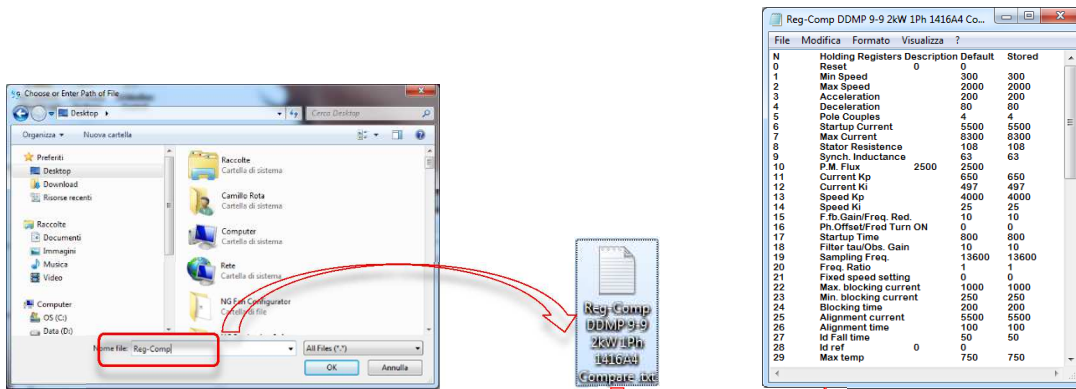 Choose or Enter Path of File
Desktop
Cerca Desktop
Organizza Nuova cartella
Preferiti
Desktop
Download
Risorse recenti
Raccolte
Documenti
Immagini
Musica
Video
Computer
OS (C:)
Data (D:)
Raccolte
Cartella di sistema
Camillo Rota
Cartella di sistema
Computer
Cartella di sistema
Rete
Cartella di sistema
NG Fan Configurator
Cartella di file
Nome file: Reg-Comp
All Files (*.*)
OK Annulla
Reg-Comp
DDMP 9-9
2kW 1Ph
1416A4
Compare .txt
Reg-Comp DDMP 9-9 2kW 1Ph 1416A4 Co...
File Modifica Formato Visualizza ?
N Holding Registers Description Default Stored
0 Reset 0 0
1 Min Speed 300 300
2 Max Speed 2000 2000
3 Acceleration 200 200
4 Deceleration 80 80
5 Pole Couples 4 4
6 Startup Current 5500 5500
7 Max Current 8300 8300
8 Stator Resistence 108 108
9 Synch. Inductance 63 63
10 P.M. Flux 2500 2500
11 Current Kp 650 650
12 Current Ki 497 497
13 Speed Kp 4000 4000
14 Speed Ki 25 25
15 F.fb.Gain/Freq. Red. 10 10
16 Ph.Offset/Fred Turn ON 0 0
17 Startup Time 800 800
18 Filter tau/Obs. Gain 10 10
19 Sampling Freq. 13600 13600
20 Freq. Ratio 1 1
21 Fixed speed setting 0 0
22 Max. blocking current 1000 1000
23 Min. blocking current 250 250
24 Blocking time 200 200
25 Alignment current 5500 5500
26 Alignment time 100 100
27 Id Fall time 50 50
28 Id ref 0 0
29 Max temp 750 750